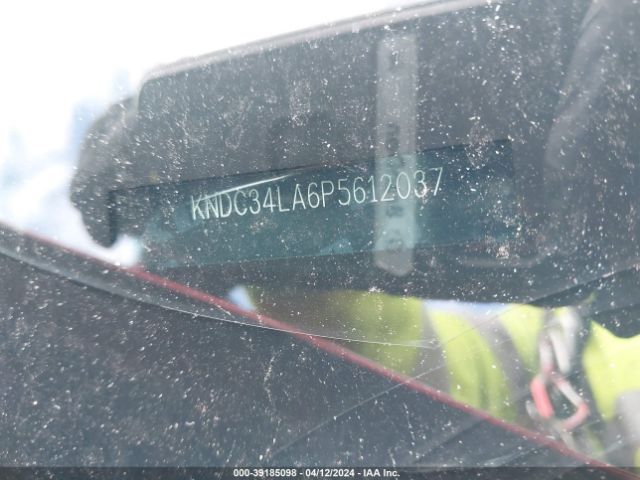 KNDC34LA6P5612037
000-39185098 - 04/12/2024 - IAA Inc.